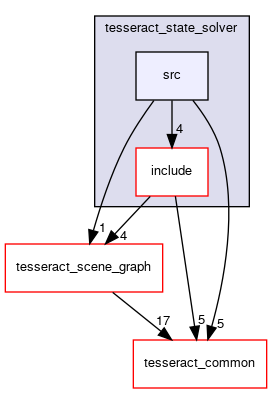 tesseract_state_solver
src
4
include
1
4
tesseract_scene_graph
17
5
5
tesseract_common